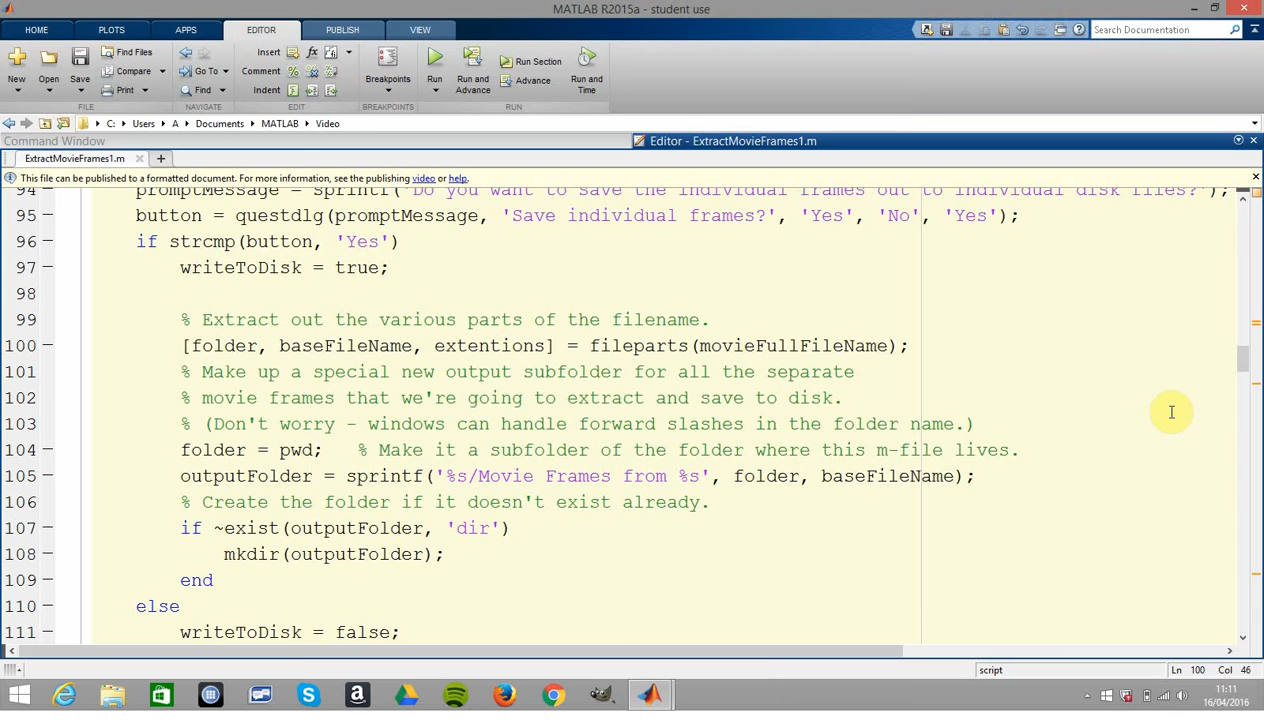 MATLAB R2015a - student use
HOME PLOTS APPS EDITOR PUBLISH VIEW
Search Documentation
New Open Save Find Files Compare Print
Go To Find
Insert Comment Indent
Breakpoints
Run Run and Advance Run Section Advance Run and Time
FILE NAVIGATE EDIT BREAKPOINTS RUN
C: Users A Documents MATLAB Video
Command Window
Editor - ExtractMovieFrames1.m
ExtractMovieFrames1.m
This file can be published to a formatted document. For more information, see the publishing video or help.
94 promptMessage = sprintf('Do you want to save the individual frames out to individual disk files?');
95 button = questdlg(promptMessage, 'Save individual frames?', 'Yes', 'No', 'Yes');
96 if strcmp(button, 'Yes')
97 writeToDisk = true;
98
99 % Extract out the various parts of the filename.
100 [folder, baseFileName, extentions] = fileparts(movieFullFileName);
101 % Make up a special new output subfolder for all the separate
102 % movie frames that we're going to extract and save to disk.
103 % (Don't worry - windows can handle forward slashes in the folder name.)
104 folder = pwd; % Make it a subfolder of the folder where this m-file lives.
105 outputFolder = sprintf('%s/Movie Frames from %s', folder, baseFileName);
106 % Create the folder if it doesn't exist already.
107 if ~exist(outputFolder, 'dir')
108 mkdir(outputFolder);
109 end
110 else
111 writeToDisk = false;
script
Ln 100 Col 46
11:11
16/04/2016